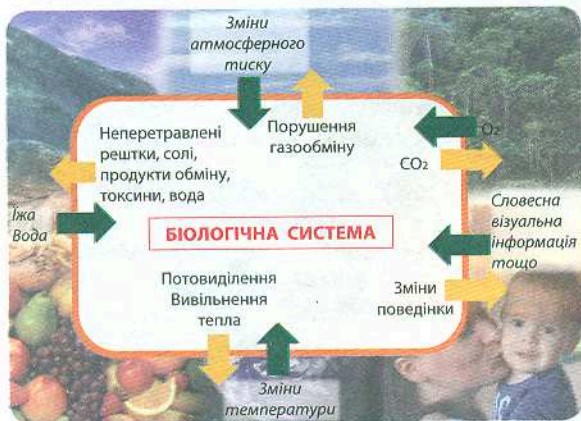 Зміни
атмосферного
тиску
Неперетравлені
рештки, солі,
продукти обміну,
токсини, вода
Порушення
газообміну
O₂
CO₂
Їжа
Вода
БІОЛОГІЧНА СИСТЕМА
Словесна
візуальна
інформація
тощо
Потовиділення
Вивільнення
тепла
Зміни
поведінки
Зміни
температури